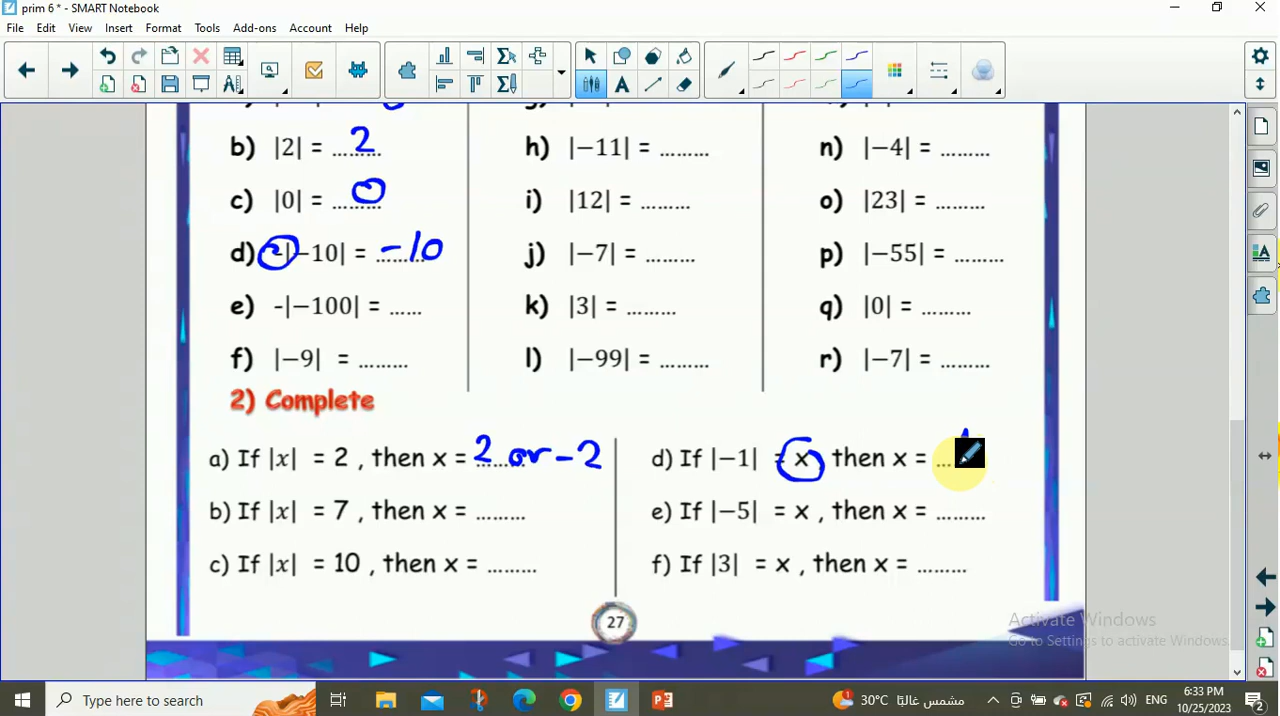 prim 6 * - SMART Notebook
File Edit View Insert Format Tools Add-ons Account Help
b) |2| = ......... 2
c) |0| = ......... 0
d) -|−10| = ......... -10
e) -|−100| = ......
f) |−9| = .........
h) |−11| = .........
i) |12| = .........
j) |−7| = .........
k) |3| = .........
l) |−99| = .........
n) |−4| = .........
o) |23| = .........
p) |−55| = .........
q) |0| = .........
r) |−7| = .........
2) Complete
a) If |x| = 2 , then x = ......... 2 or -2
b) If |x| = 7 , then x = .........
c) If |x| = 10 , then x = .........
d) If |−1| = x , then x = ...
e) If |−5| = x , then x = .........
f) If |3| = x , then x = .........
27
Activate Windows
Go to Settings to activate Windows.
Type here to search
1
30°C مشمس غالبًا
ENG
6:33 PM
10/25/2023
2